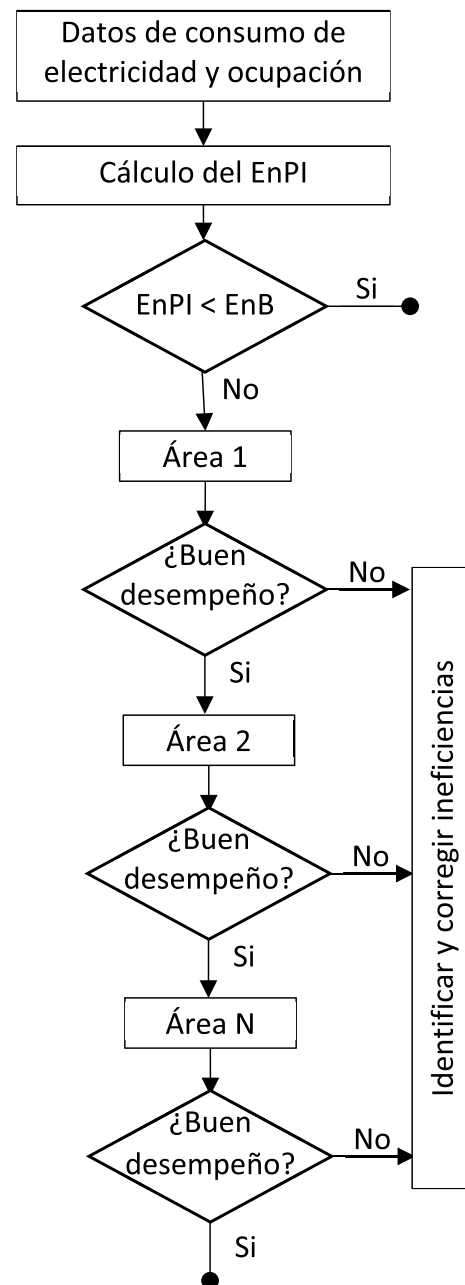 Datos de consumo de
electricidad y ocupación
Cálculo del EnPI
EnPI < EnB
Si
No
Área 1
¿Buen
desempeño?
No
Si
Área 2
¿Buen
desempeño?
No
Si
Área N
¿Buen
desempeño?
No
Si
Identificar y corregir ineficiencias